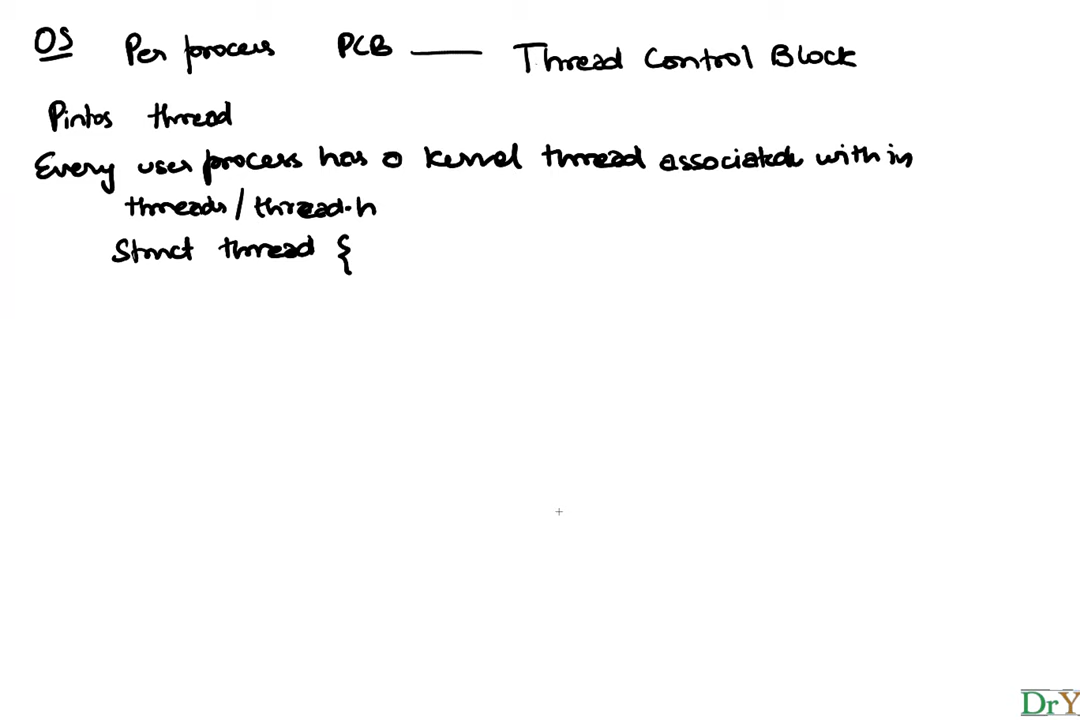 OS Per process PCB — Thread Control Block
Pintos thread
Every user process has a kernel thread associated with in
threads/thread.h
Struct thread {
DrY